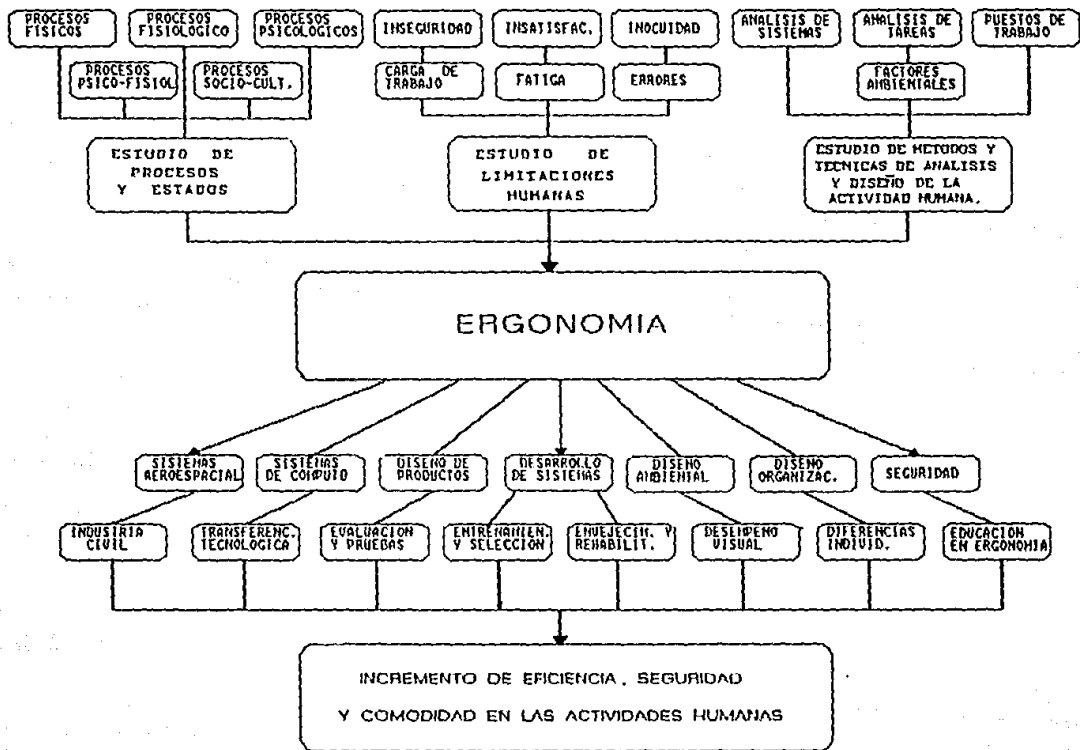 PROCESOS
FISICOS
PROCESOS
FISIOLOGICO
PROCESOS
PSICOLOGICOS
INSEGURIDAD
INSATISFAC.
INOCUIDAD
ANALISIS DE
SISTEMAS
ANALISIS DE
TAREAS
PUESTOS DE
TRABAJO
PROCESOS
PSICO-FISIOL
PROCESOS
SOCIO-CULT.
CARGA DE
TRABAJO
FATIGA
ERRORES
FACTORES
AMBIENTALES
ESTUDIO DE
PROCESOS
Y ESTADOS
ESTUDIO DE
LIMITACIONES
HUMANAS
ESTUDIO DE METODOS Y
TECNICAS DE ANALISIS
Y DISEÑO DE LA
ACTIVIDAD HUMANA.
ERGONOMIA
SISTEMAS
AEROESPACIAL
SISTEMAS
DE COMPUTO
DISENO DE
PRODUCTOS
DESARROLLO
DE SISTEMAS
DISENO
AMBIENTAL
DISENO
ORGANIZAC.
SEGURIDAD
INDUSTRIA
CIVIL
TRANSFERENC.
TECNOLOGICA
EVALUACION
Y PRUEBAS
ENTRENAMIEN.
Y SELECCION
ENVEJECIM. Y
REHABILIT.
DESEMPENO
VISUAL
DIFERENCIAS
INDIVID.
EDUCACION
EN ERGONOMIA
INCREMENTO DE EFICIENCIA, SEGURIDAD
Y COMODIDAD EN LAS ACTIVIDADES HUMANAS